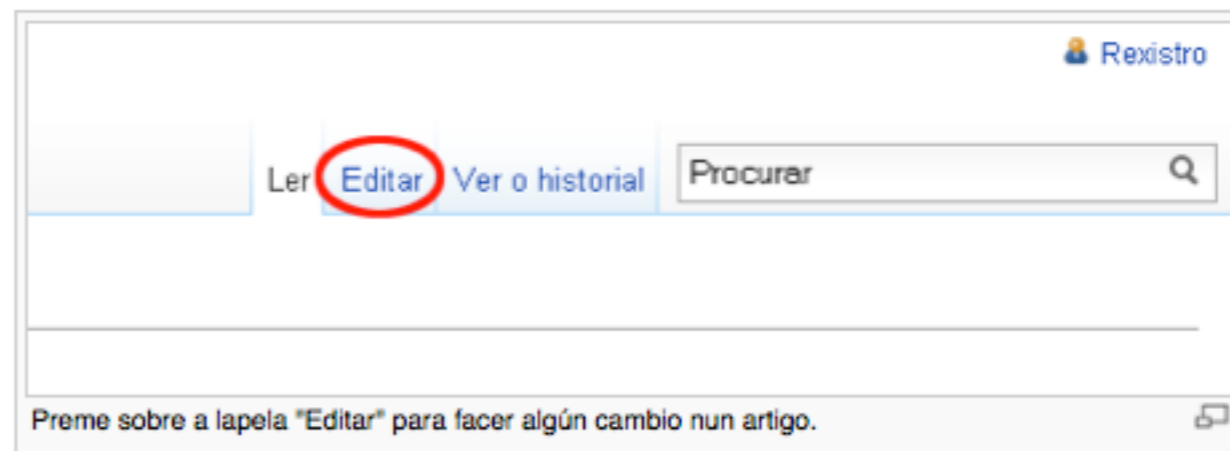 Rexistro
Ler Editar Ver o historial Procurar
Preme sobre a lapela "Editar" para facer algún cambio nun artigo.